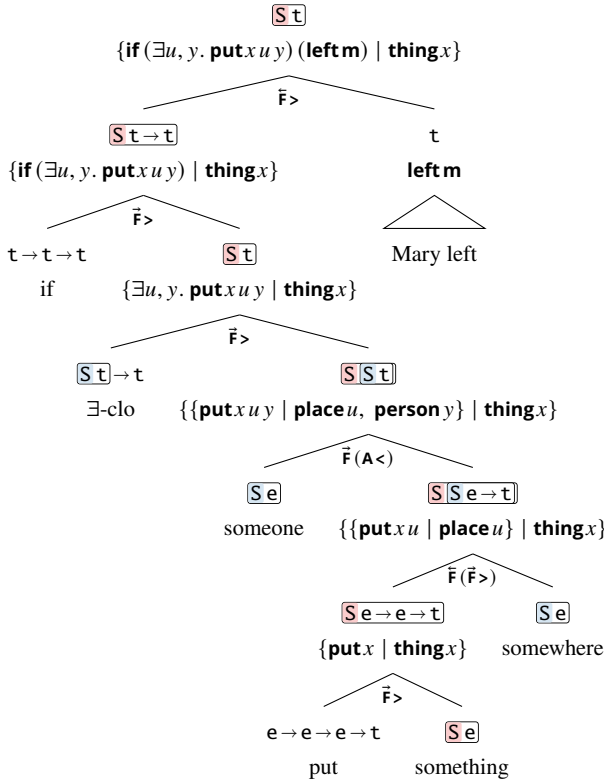 S t
{if (∃u, y. put x u y) (left m) | thing x}
F⃖ >
S t → t
t
{if (∃u, y. put x u y) | thing x}
left m
F⃗ >
t → t → t
S t
Mary left
if
{∃u, y. put x u y | thing x}
F⃗ >
S t → t
S S t
∃-clo
{{put x u y | place u, person y} | thing x}
F⃗ (A <)
S e
S S e → t
someone
{{put x u | place u} | thing x}
F⃖ (F⃗ >)
S e → e → t
S e
{put x | thing x}
somewhere
F⃗ >
e → e → e → t
S e
put
something